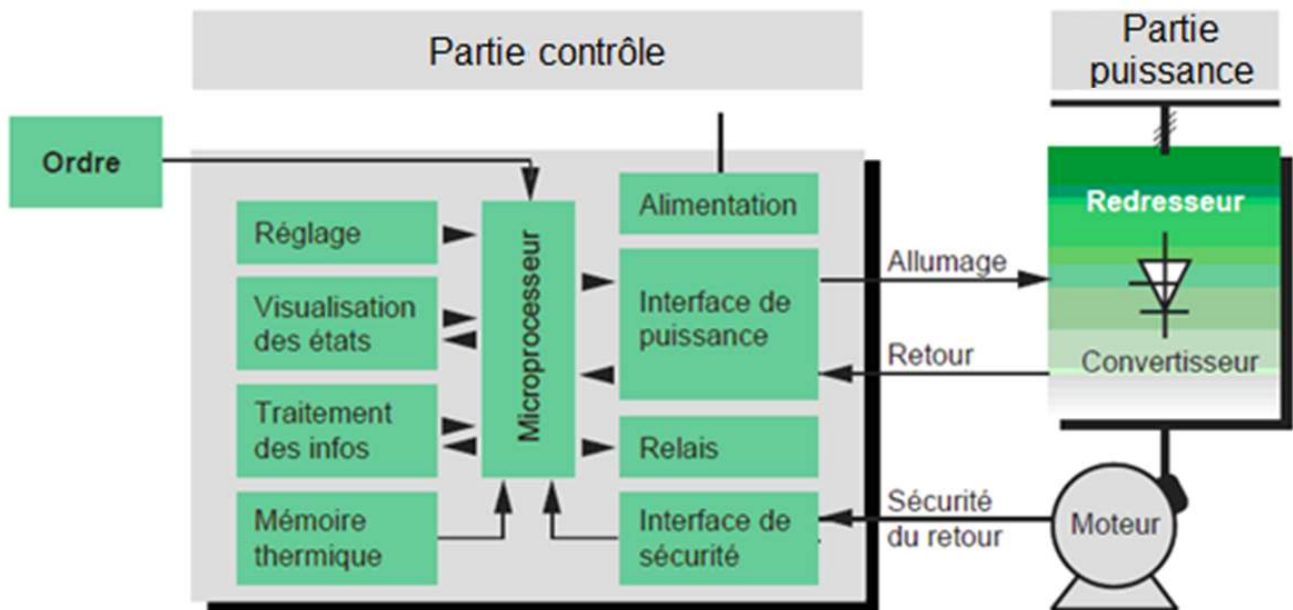 Partie contrôle
Partie
puissance
Ordre
Réglage
Visualisation
des états
Traitement
des infos
Mémoire
thermique
Microprocesseur
Alimentation
Interface de
puissance
Relais
Interface de
sécurité
Allumage
Retour
Sécurité
du retour
Redresseur
Convertisseur
Moteur